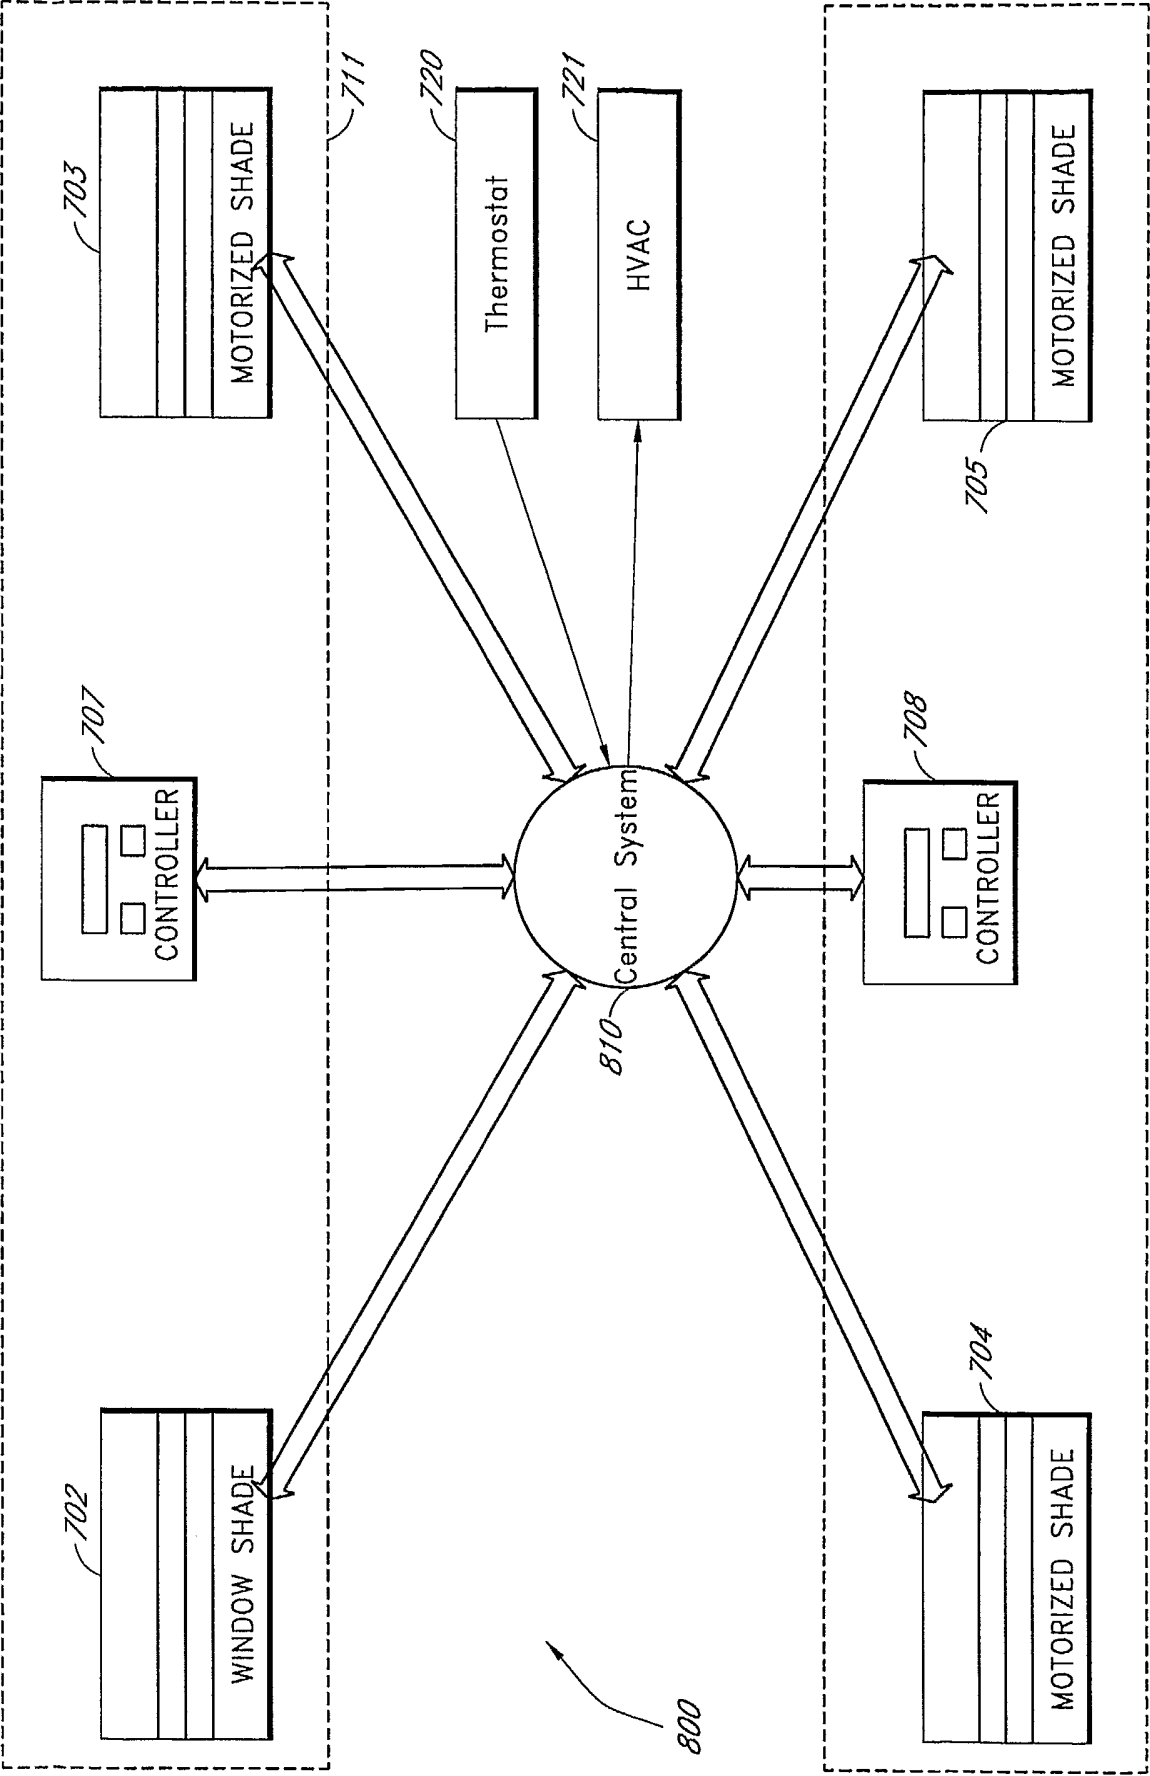 702
WINDOW SHADE
707
CONTROLLER
703
MOTORIZED SHADE
711
720
Thermostat
721
HVAC
810
Central System
800
704
MOTORIZED SHADE
708
CONTROLLER
705
MOTORIZED SHADE